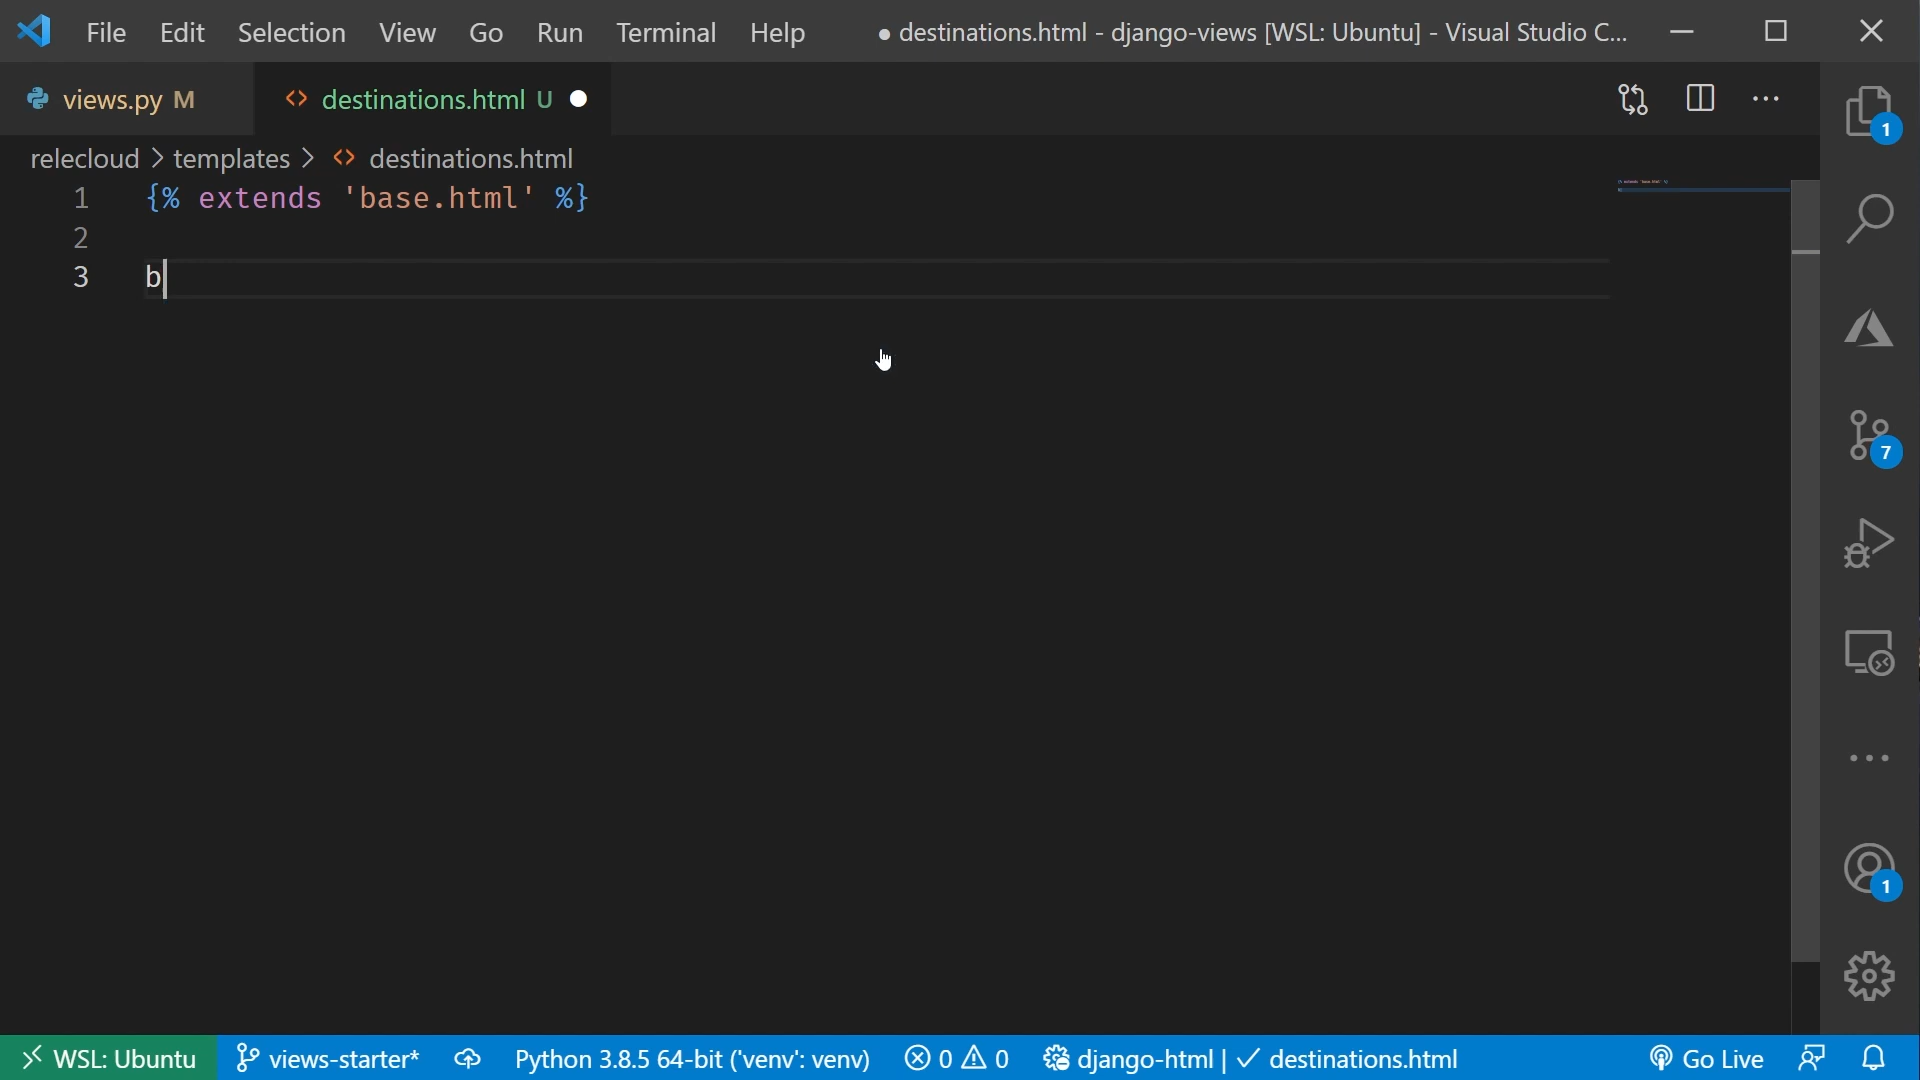 File Edit Selection View Go Run Terminal Help ● destinations.html - django-views [WSL: Ubuntu] - Visual Studio C...
views.py M destinations.html U
relecloud > templates > destinations.html
1 {% extends 'base.html' %}
2
3 b
1
7
1
WSL: Ubuntu views-starter* Python 3.8.5 64-bit ('venv': venv) 0 0 django-html | ✓ destinations.html Go Live